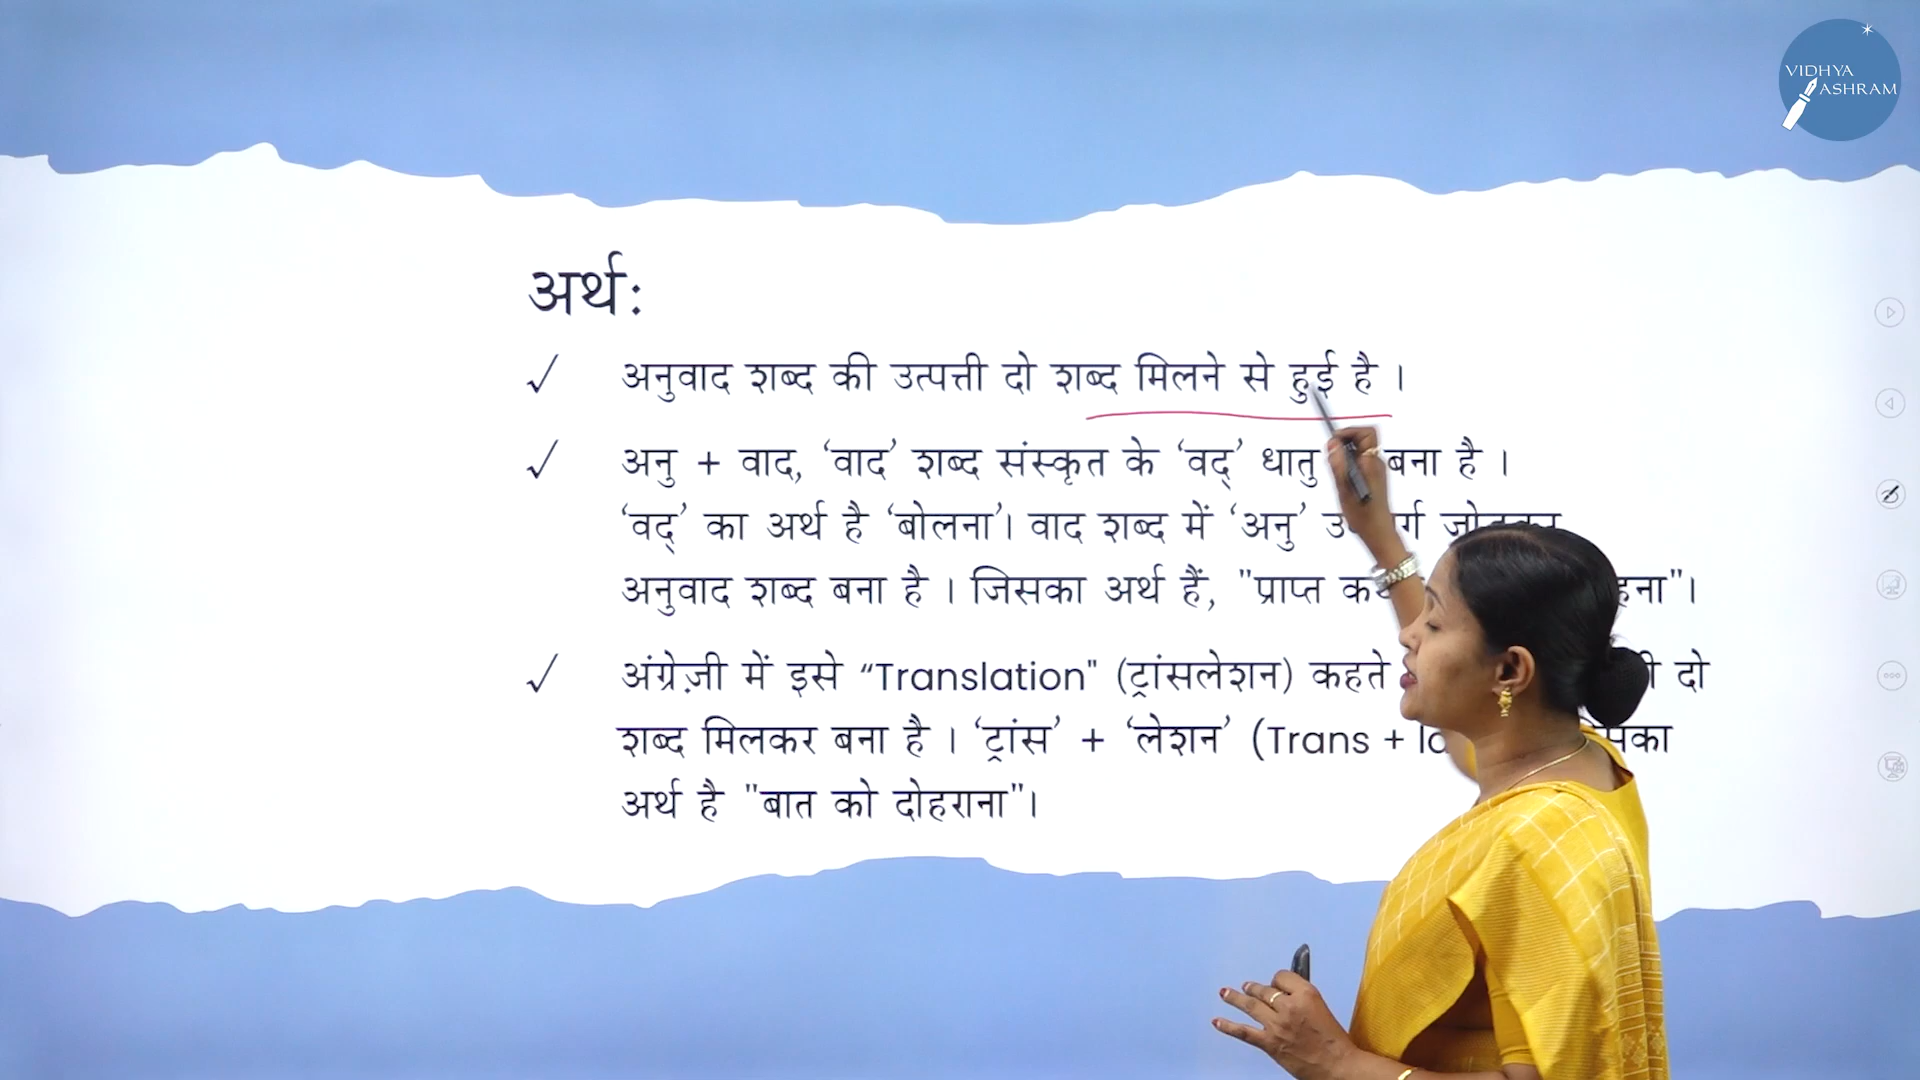 VIDHYA
ASHRAM
अर्थ:
✓ अनुवाद शब्द की उत्पत्ती दो शब्द मिलने से हुई है ।
✓ अनु + वाद, ‘वाद’ शब्द संस्कृत के ‘वद्’ धातु बना है ।
‘वद्’ का अर्थ है ‘बोलना’। वाद शब्द में ‘अनु’
अनुवाद शब्द बना है । जिसका अर्थ हैं, "प्राप्त
✓ अंग्रेज़ी में इसे “Translation" (ट्रांसलेशन) कहते दो
शब्द मिलकर बना है । ‘ट्रांस’ + ‘लेशन’ (Trans +
अर्थ है "बात को दोहराना"।